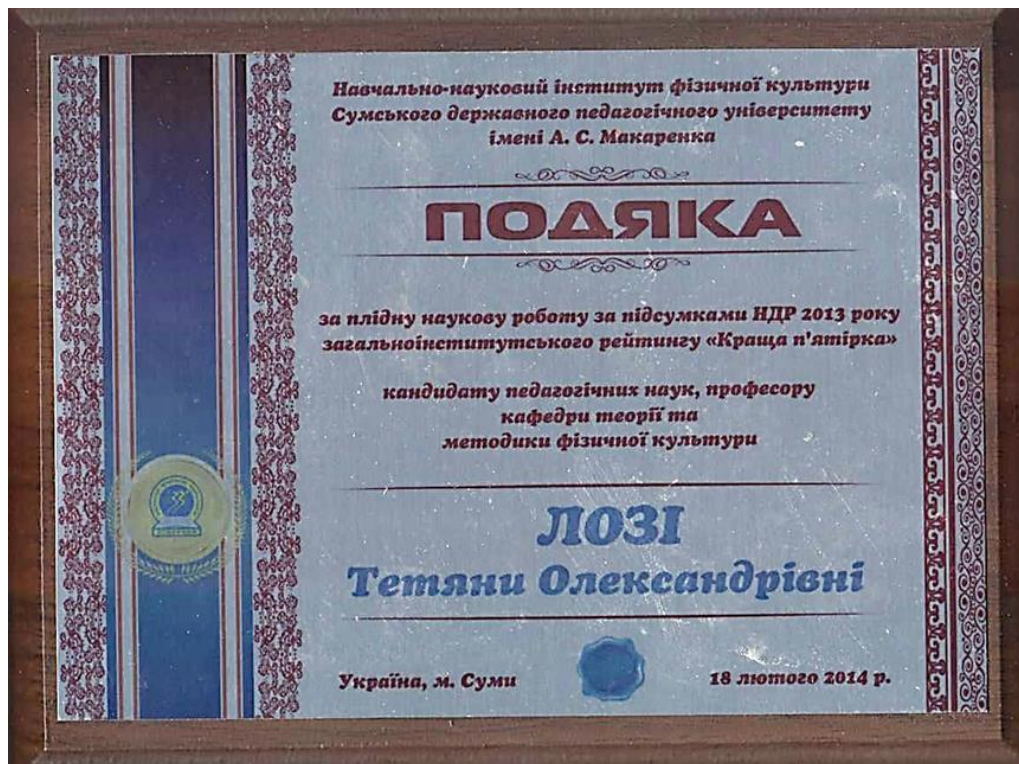 Навчально-науковий інститут фізичної культури
Сумського державного педагогічного університету
імені А. С. Макаренка
ПОДЯКА
за плідну наукову роботу за підсумками НДР 2013 року
загальноінститутського рейтингу «Краща п'ятірка»
кандидату педагогічних наук, професору
кафедри теорії та
методики фізичної культури
ЛОЗІ
Тетяни Олександрівні
Україна, м. Суми
18 лютого 2014 р.